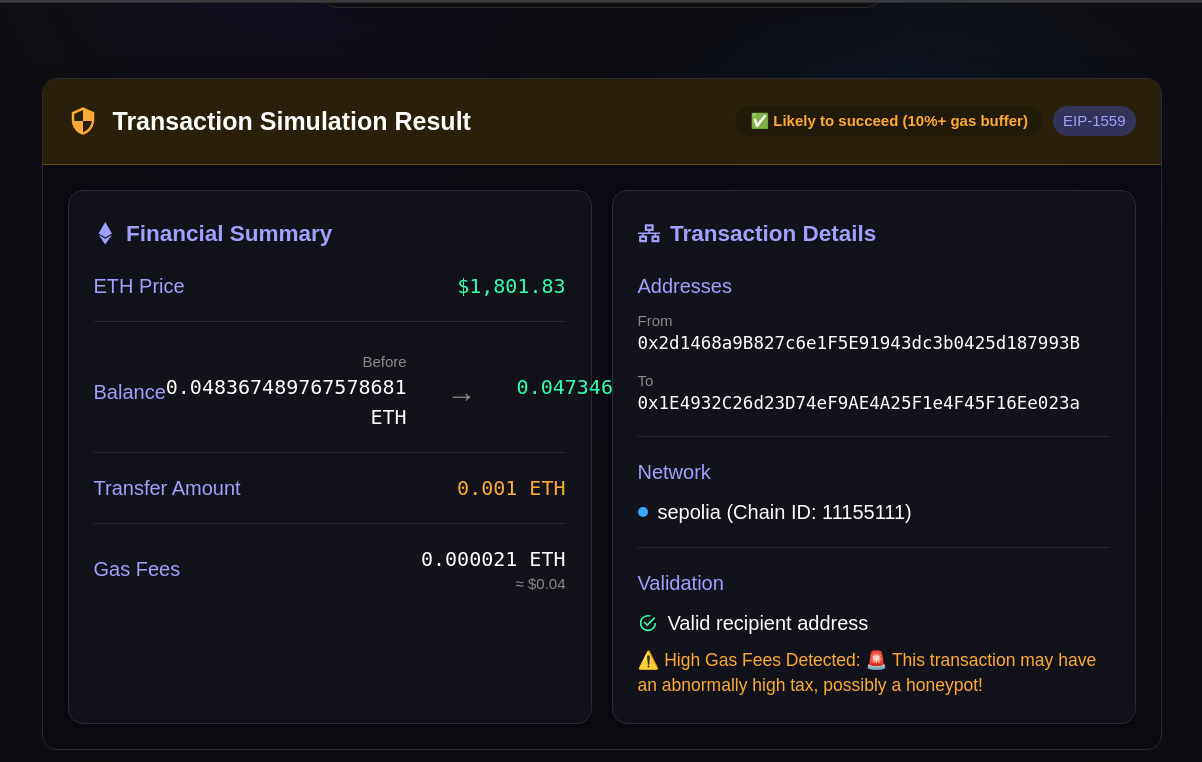 Transaction Simulation Result
✅ Likely to succeed (10%+ gas buffer)
EIP-1559
Financial Summary
ETH Price
$1,801.83
Balance
Before
0.048367489767578681
ETH
→
0.047346
Transfer Amount
0.001 ETH
Gas Fees
0.000021 ETH
≈ $0.04
Transaction Details
Addresses
From
0x2d1468a9B827c6e1F5E91943dc3b0425d187993B
To
0x1E4932C26d23D74eF9AE4A25F1e4F45F16Ee023a
Network
sepolia (Chain ID: 11155111)
Validation
Valid recipient address
⚠️ High Gas Fees Detected: 🚨 This transaction may have
an abnormally high tax, possibly a honeypot!